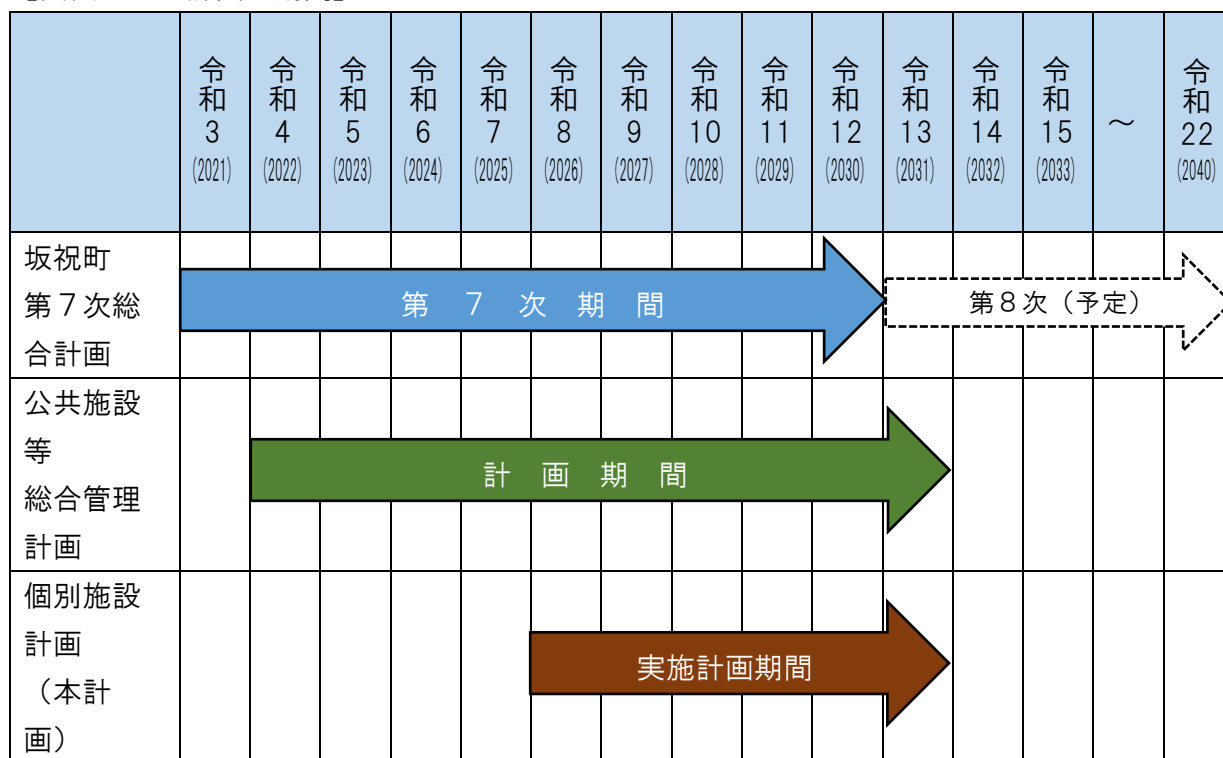 令和3(2021)
令和4(2022)
令和5(2023)
令和6(2024)
令和7(2025)
令和8(2026)
令和9(2027)
令和10(2028)
令和11(2029)
令和12(2030)
令和13(2031)
令和14(2032)
令和15(2033)
～
令和22(2040)
坂祝町
第７次総
合計画
第７次期間
第８次（予定）
公共施設
等
総合管理
計画
計画期間
個別施設
計画
（本計
画）
実施計画期間